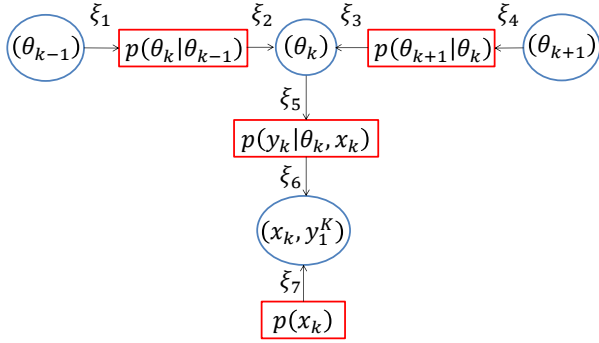 ξ₁ ξ₂ ξ₃ ξ₄
(θₖ₋₁) p(θₖ|θₖ₋₁) (θₖ) p(θₖ₊₁|θₖ) (θₖ₊₁)
ξ₅
p(yₖ|θₖ, xₖ)
ξ₆
(xₖ, y₁ᴷ)
ξ₇
p(xₖ)